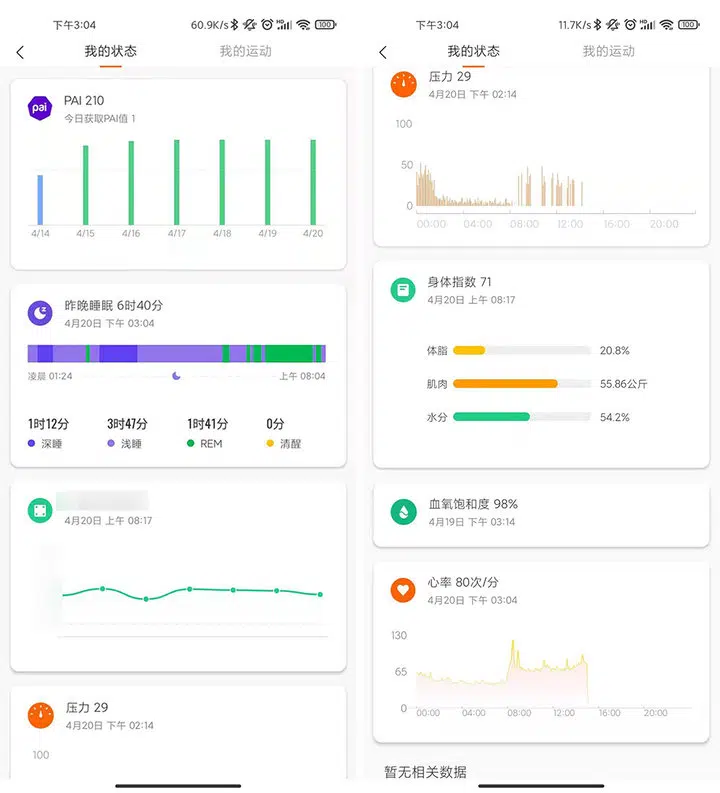 下午3:04
60.9K/s
HD
100
我的状态
我的运动
pai
PAI 210
今日获取PAI值 1
4/14
4/15
4/16
4/17
4/18
4/19
4/20
昨晚睡眠 6时40分
4月20日 下午 03:04
凌晨 01:24
上午 08:04
1时12分
3时47分
1时41分
0分
深睡
浅睡
REM
清醒
4月20日 上午 08:17
压力 29
4月20日 下午 02:14
100
下午3:04
11.7K/s
HD
100
我的状态
我的运动
压力 29
4月20日 下午 02:14
100
50
0
00:00
04:00
08:00
12:00
16:00
20:00
身体指数 71
4月20日 上午 08:17
体脂
20.8%
肌肉
55.86公斤
水分
54.2%
血氧饱和度 98%
4月19日 下午 03:14
心率 80次/分
4月20日 下午 03:04
130
65
0
00:00
04:00
08:00
12:00
16:00
20:00
暂无相关数据